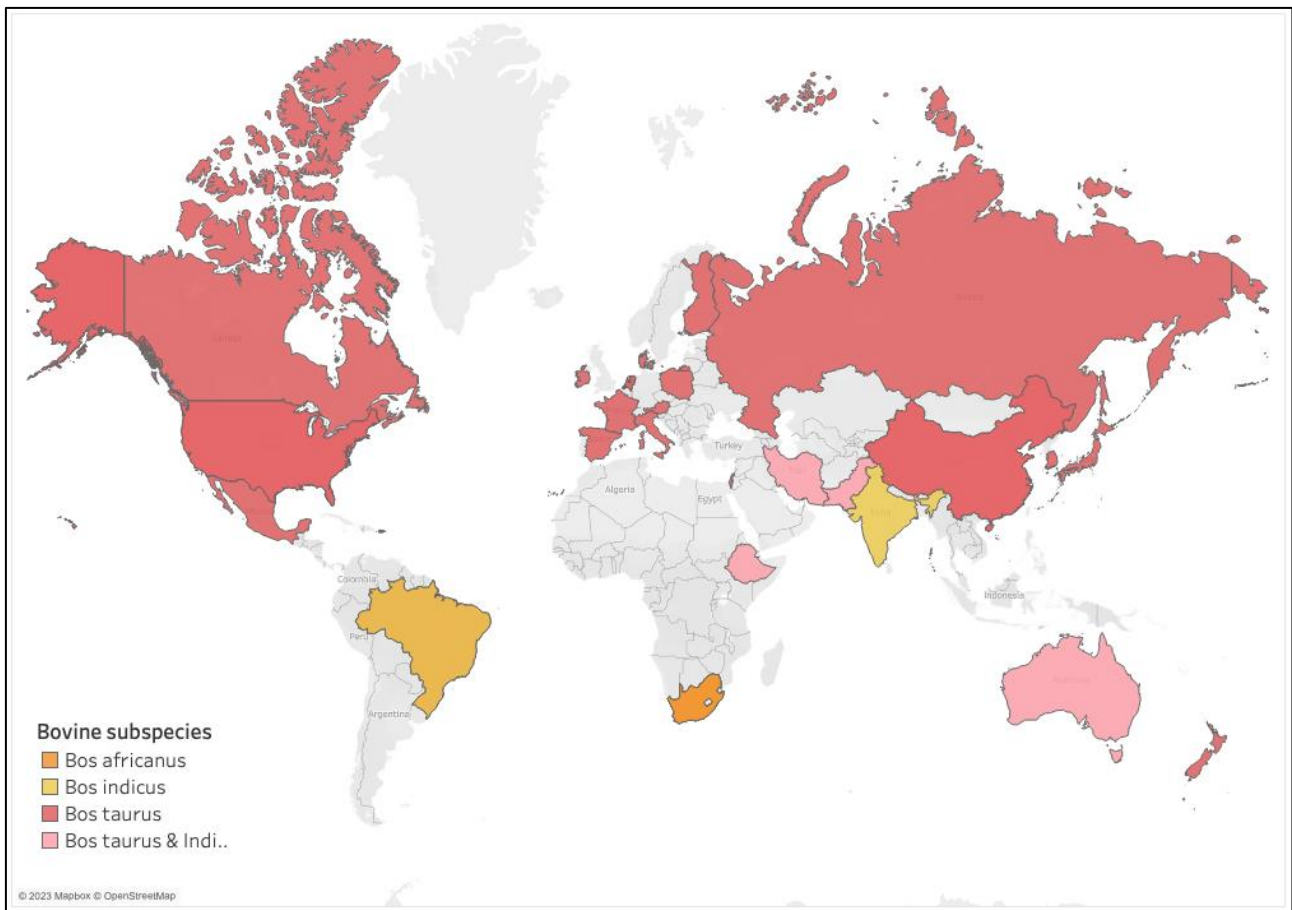 Turkey
Algeria
Egypt
Colombia
Indonesia
Peru
Argentina
Bovine subspecies
Bos africanus
Bos indicus
Bos taurus
Bos taurus & Indi..
© 2023 Mapbox © OpenStreetMap